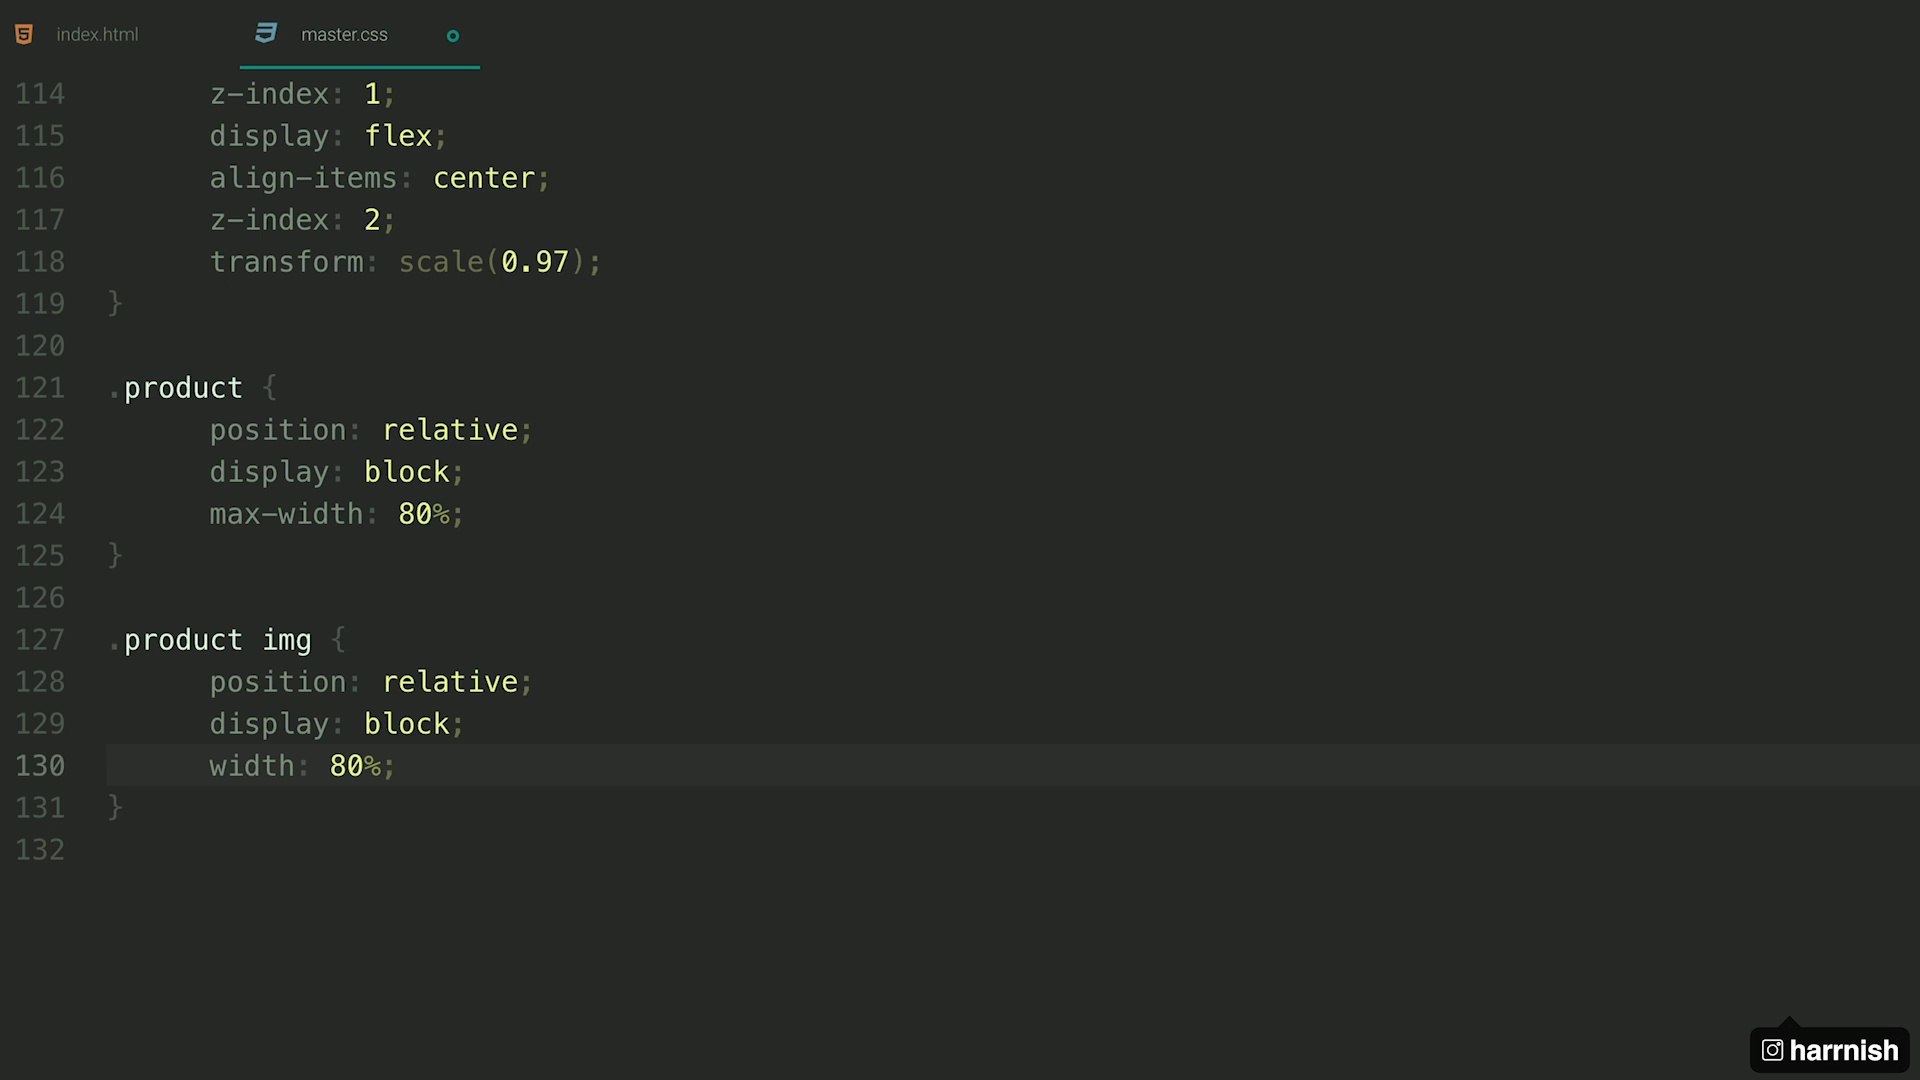 index.html
master.css
114 z-index: 1;
115 display: flex;
116 align-items: center;
117 z-index: 2;
118 transform: scale(0.97);
119 }
120
121 .product {
122 position: relative;
123 display: block;
124 max-width: 80%;
125 }
126
127 .product img {
128 position: relative;
129 display: block;
130 width: 80%;
131 }
132
harrnish